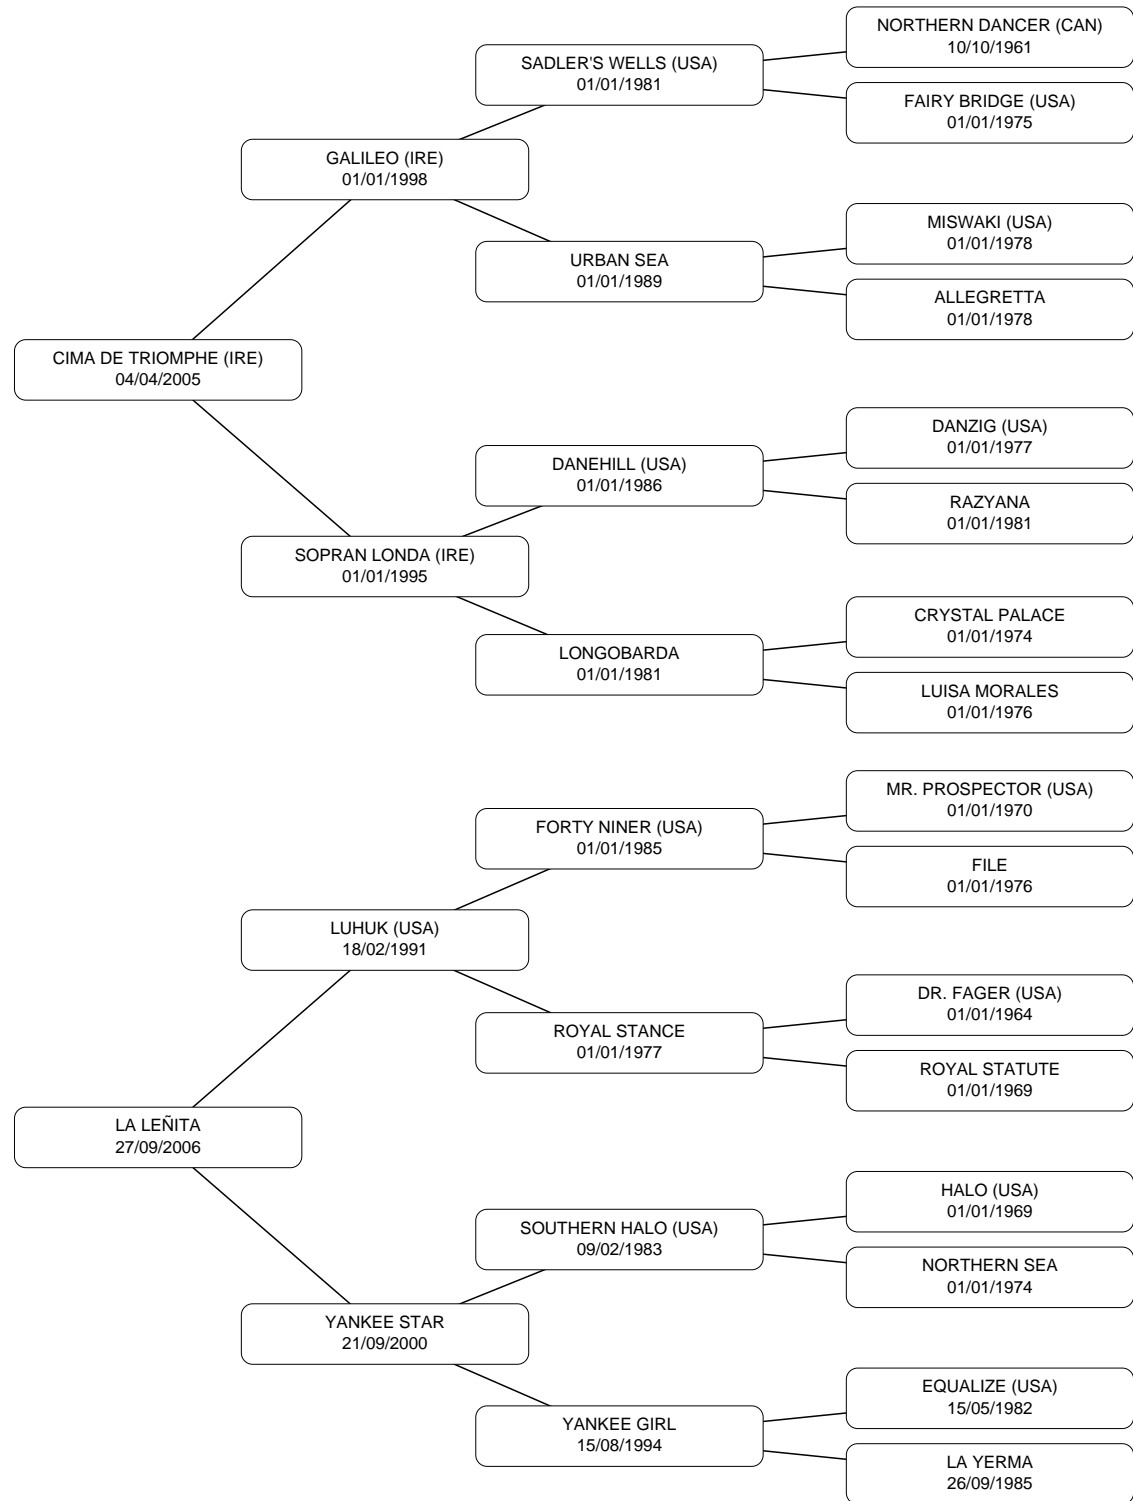 NORTHERN DANCER (CAN)
10/10/1961
SADLER'S WELLS (USA)
01/01/1981
FAIRY BRIDGE (USA)
01/01/1975
GALILEO (IRE)
01/01/1998
MISWAKI (USA)
01/01/1978
URBAN SEA
01/01/1989
ALLEGRETTA
01/01/1978
CIMA DE TRIOMPHE (IRE)
04/04/2005
DANZIG (USA)
01/01/1977
DANEHILL (USA)
01/01/1986
RAZYANA
01/01/1981
SOPRAN LONDA (IRE)
01/01/1995
CRYSTAL PALACE
01/01/1974
LONGOBARDA
01/01/1981
LUISA MORALES
01/01/1976
MR. PROSPECTOR (USA)
01/01/1970
FORTY NINER (USA)
01/01/1985
FILE
01/01/1976
LUHUK (USA)
18/02/1991
DR. FAGER (USA)
01/01/1964
ROYAL STANCE
01/01/1977
ROYAL STATUTE
01/01/1969
LA LEÑITA
27/09/2006
HALO (USA)
01/01/1969
SOUTHERN HALO (USA)
09/02/1983
NORTHERN SEA
01/01/1974
YANKEE STAR
21/09/2000
EQUALIZE (USA)
15/05/1982
YANKEE GIRL
15/08/1994
LA YERMA
26/09/1985